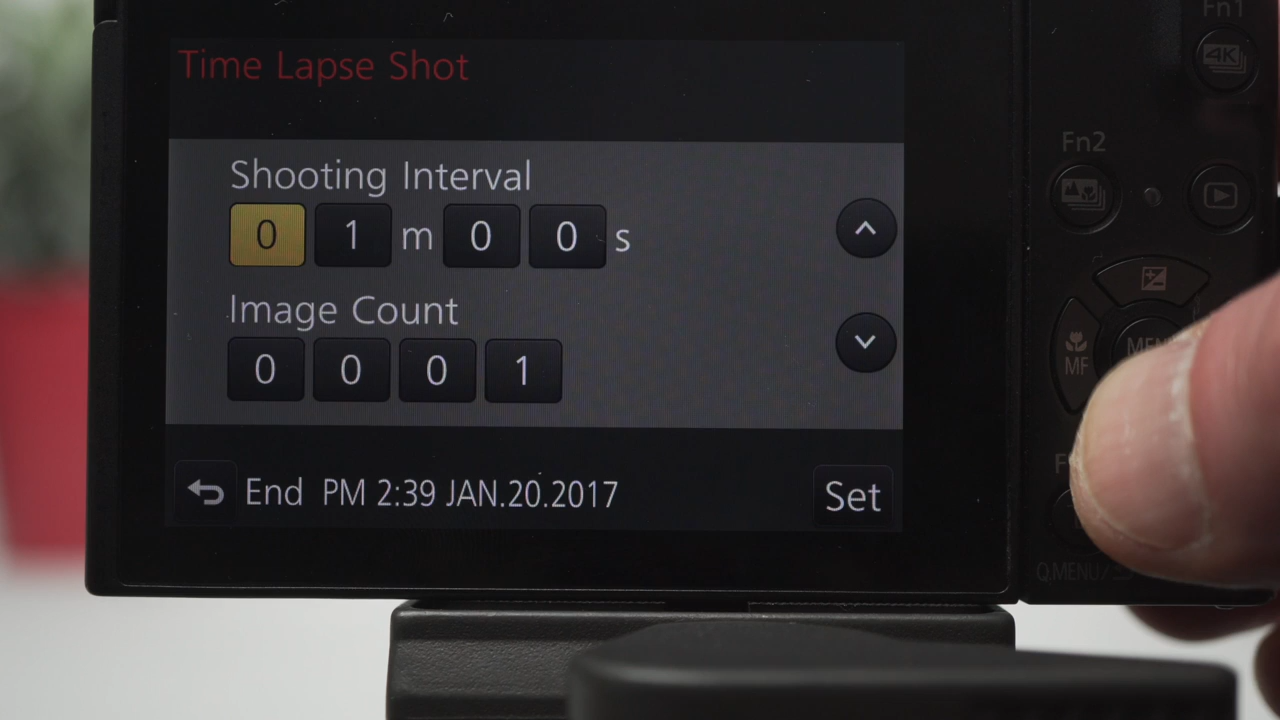 Time Lapse Shot
Shooting Interval
0 1 m 0 0 s
Image Count
0 0 0 1
End PM 2:39 JAN.20.2017
Set
Fn1
4K
Fn2
MF
Q.MENU/